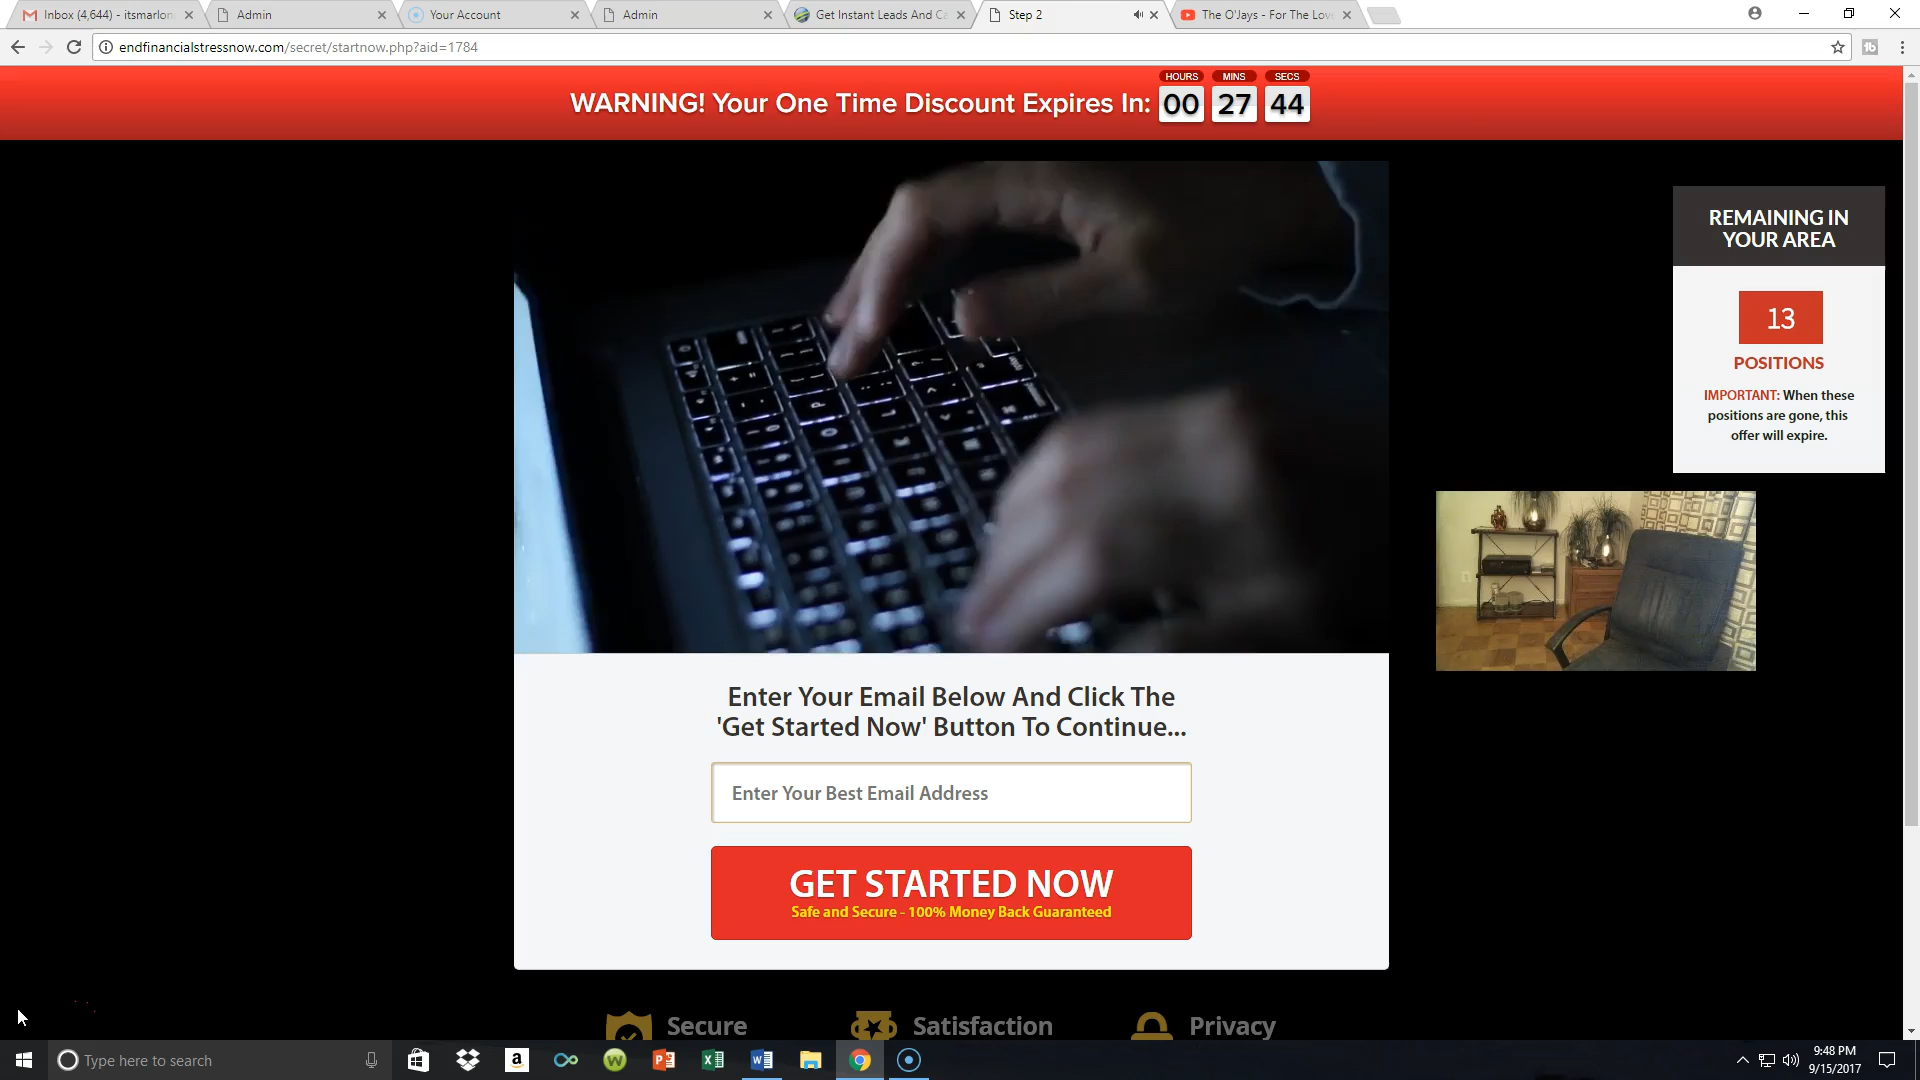 Inbox (4,644) - itsmarlon
Admin
Your Account
Admin
Get Instant Leads And Ca
Step 2
The O'Jays - For The Lov
endfinancialstressnow.com/secret/startnow.php?aid=1784
WARNING! Your One Time Discount Expires In:
HOURS MINS SECS
00 27 44
REMAINING IN
YOUR AREA
13
POSITIONS
IMPORTANT: When these
positions are gone, this
offer will expire.
Enter Your Email Below And Click The
'Get Started Now' Button To Continue...
Enter Your Best Email Address
GET STARTED NOW
Safe and Secure - 100% Money Back Guaranteed
Secure
Satisfaction
Privacy
Type here to search
9:48 PM
9/15/2017